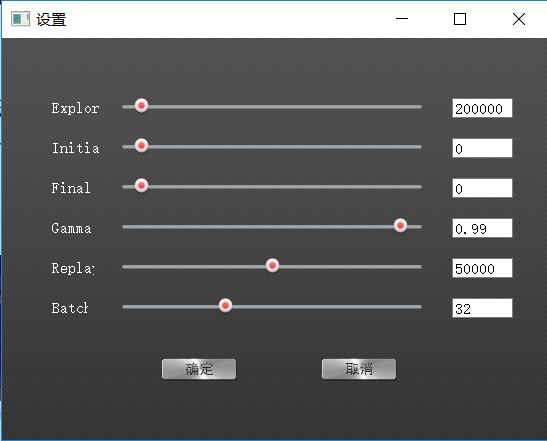 设置
Explor 200000
Initia 0
Final 0
Gamma 0.99
Replay 50000
Batch 32
确定 取消